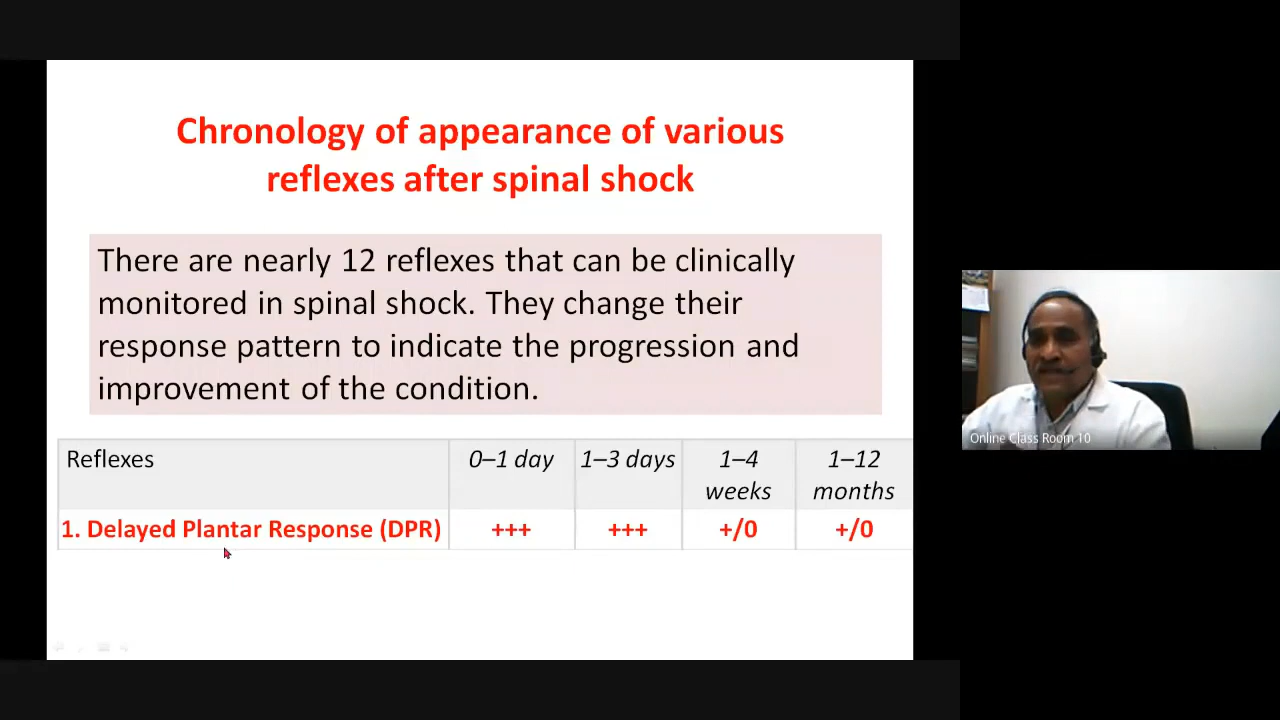 Chronology of appearance of various
reflexes after spinal shock
There are nearly 12 reflexes that can be clinically
monitored in spinal shock. They change their
response pattern to indicate the progression and
improvement of the condition.
Reflexes 0–1 day 1–3 days 1–4 weeks 1–12 months
1. Delayed Plantar Response (DPR) +++ +++ +/0 +/0
Online Class Room 10